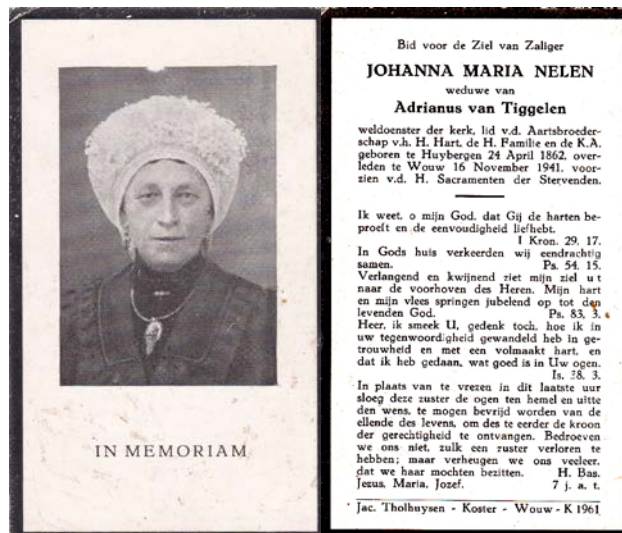 IN MEMORIAM
Bid voor de Ziel van Zaliger
JOHANNA MARIA NELEN
weduwe van
Adrianus van Tiggelen
weldoenster der kerk, lid v.d. Aartsbroeder-
schap v.h. H. Hart, de H. Familie en de K.A.
geboren te Huybergen 24 April 1862, over-
leden te Wouw 16 November 1941, voor-
zien v.d. H. Sacramenten der Stervenden.
Ik weet, o mijn God, dat Gij de harten be-
proeft en de eenvoudigheid liefhebt.
I Kron. 29, 17.
In Gods huis verkeerden wij eendrachtig
samen. Ps. 54, 15.
Verlangend en kwijnend ziet mijn ziel u t
naar de voorhoven des Heren. Mijn hart
en mijn vlees springen jubelend op tot den
levenden God. Ps. 83, 3.
Heer, ik smeek U, gedenk toch, hoe ik in
uw tegenwoordigheid gewandeld heb in ge-
trouwheid en met een volmaakt hart, en
dat ik heb gedaan, wat goed is in Uw ogen.
Is. 38, 3.
In plaats van te vrezen in dit laatste uur
sloeg deze zuster de ogen ten hemel en uitte
den wens, te mogen bevrijd worden van de
ellende des levens, om des te eerder de kroon
der gerechtigheid te ontvangen. Bedroeven
we ons niet, zulk een zuster verloren te
hebben; maar verheugen we ons veeleer,
dat we haar mochten bezitten. H. Bas.
Jezus, Maria, Jozef. 7 j. a. t.
Jac. Tholhuysen - Koster - Wouw - K 1961